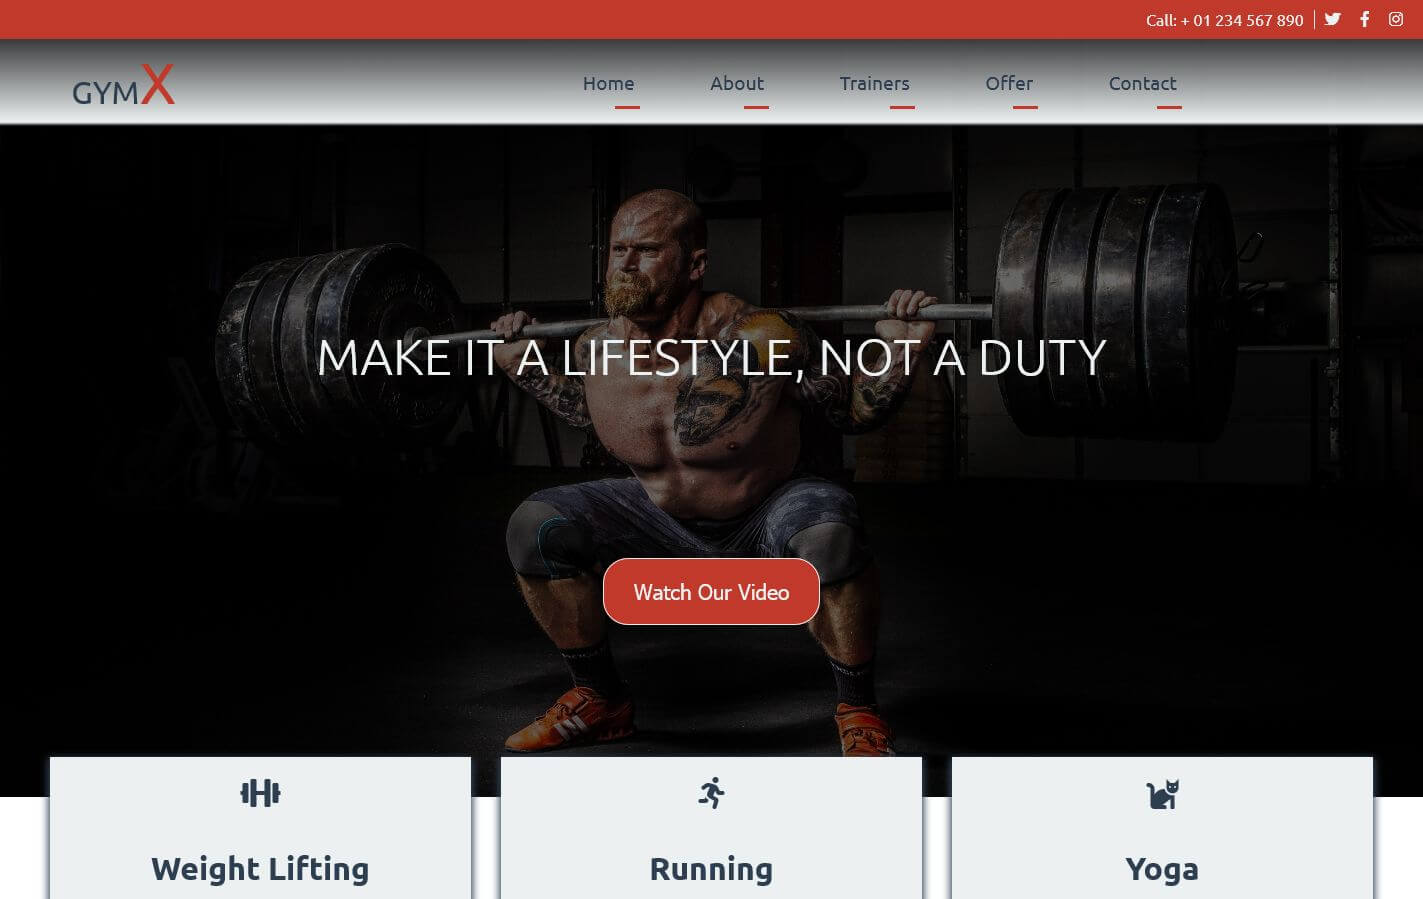 Call: + 01 234 567 890
GYMX
Home About Trainers Offer Contact
MAKE IT A LIFESTYLE, NOT A DUTY
Watch Our Video
Weight Lifting Running Yoga